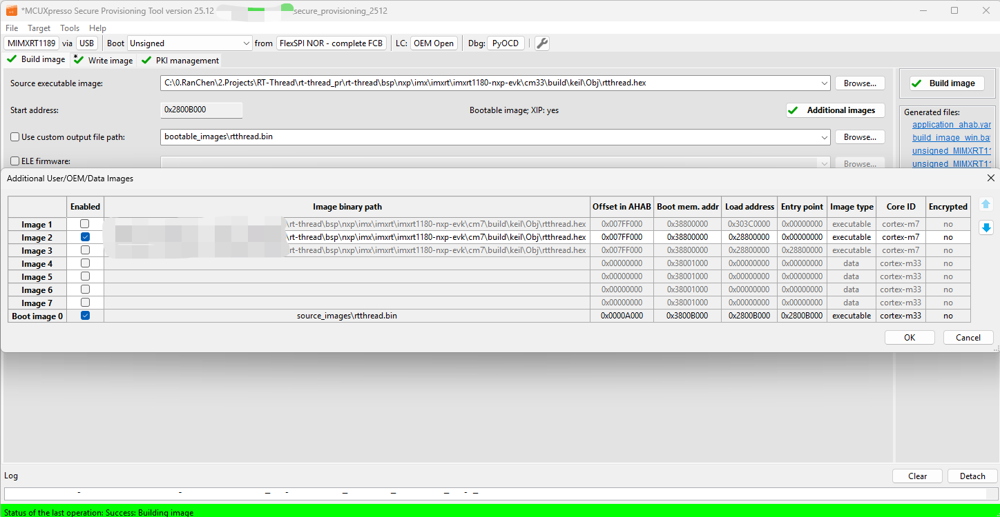 *MCUXpresso Secure Provisioning Tool version 25.12 secure_provisioning_2512
File Target Tools Help
MIMXRT1189 via USB Boot Unsigned from FlexSPI NOR - complete FCB LC: OEM Open Dbg: PyOCD
Build image * Write image PKI management
Source executable image: C:\0.RanChen\2.Projects\RT-Thread\rt-thread_pr\rt-thread\bsp\nxp\imx\imxrt\imxrt1180-nxp-evk\cm33\build\keil\Obj\rtthread.hex Browse... Build image
Start address: 0x2800B000 Bootable image; XIP: yes Additional images Generated files:
application_ahab.yar
Use custom output file path: bootable_images\rtthread.bin Browse... build_image_win.bat
unsigned_MIMXRT11
ELE firmware: Browse... unsigned_MIMXRT11
Additional User/OEM/Data Images
Enabled Image binary path Offset in AHAB Boot mem. addr Load address Entry point Image type Core ID Encrypted
Image 1 \rt-thread\bsp\nxp\imx\imxrt\imxrt1180-nxp-evk\cm7\build\keil\Obj\rtthread.hex 0x007FF000 0x38800000 0x303C0000 0x00000000 executable cortex-m7 no
Image 2 \rt-thread\bsp\nxp\imx\imxrt\imxrt1180-nxp-evk\cm7\build\keil\Obj\rtthread.hex 0x007FF000 0x38800000 0x28800000 0x00000000 executable cortex-m7 no
Image 3 rt-thread\bsp\nxp\imx\imxrt\imxrt1180-nxp-evk\cm7\build\keil\Obj\rtthread.hex 0x007FF000 0x38800000 0x28800000 0x28800000 executable cortex-m7 no
Image 4 0x00000000 0x38001000 0x00000000 0x00000000 data cortex-m33 no
Image 5 0x00000000 0x38001000 0x00000000 0x00000000 data cortex-m33 no
Image 6 0x00000000 0x38001000 0x00000000 0x00000000 data cortex-m33 no
Image 7 0x00000000 0x38001000 0x00000000 0x00000000 data cortex-m33 no
Boot image 0 source_images\rtthread.bin 0x0000A000 0x3800B000 0x2800B000 0x2800B000 executable cortex-m33 no
OK Cancel
Log Clear Detach
Status of the last operation: Success: Building image